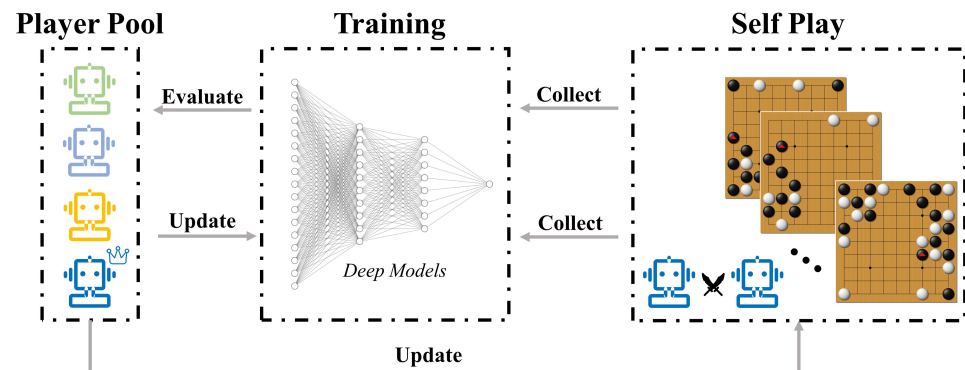 Player Pool
Training
Self Play
Evaluate
Collect
Update
Collect
Deep Models
Update